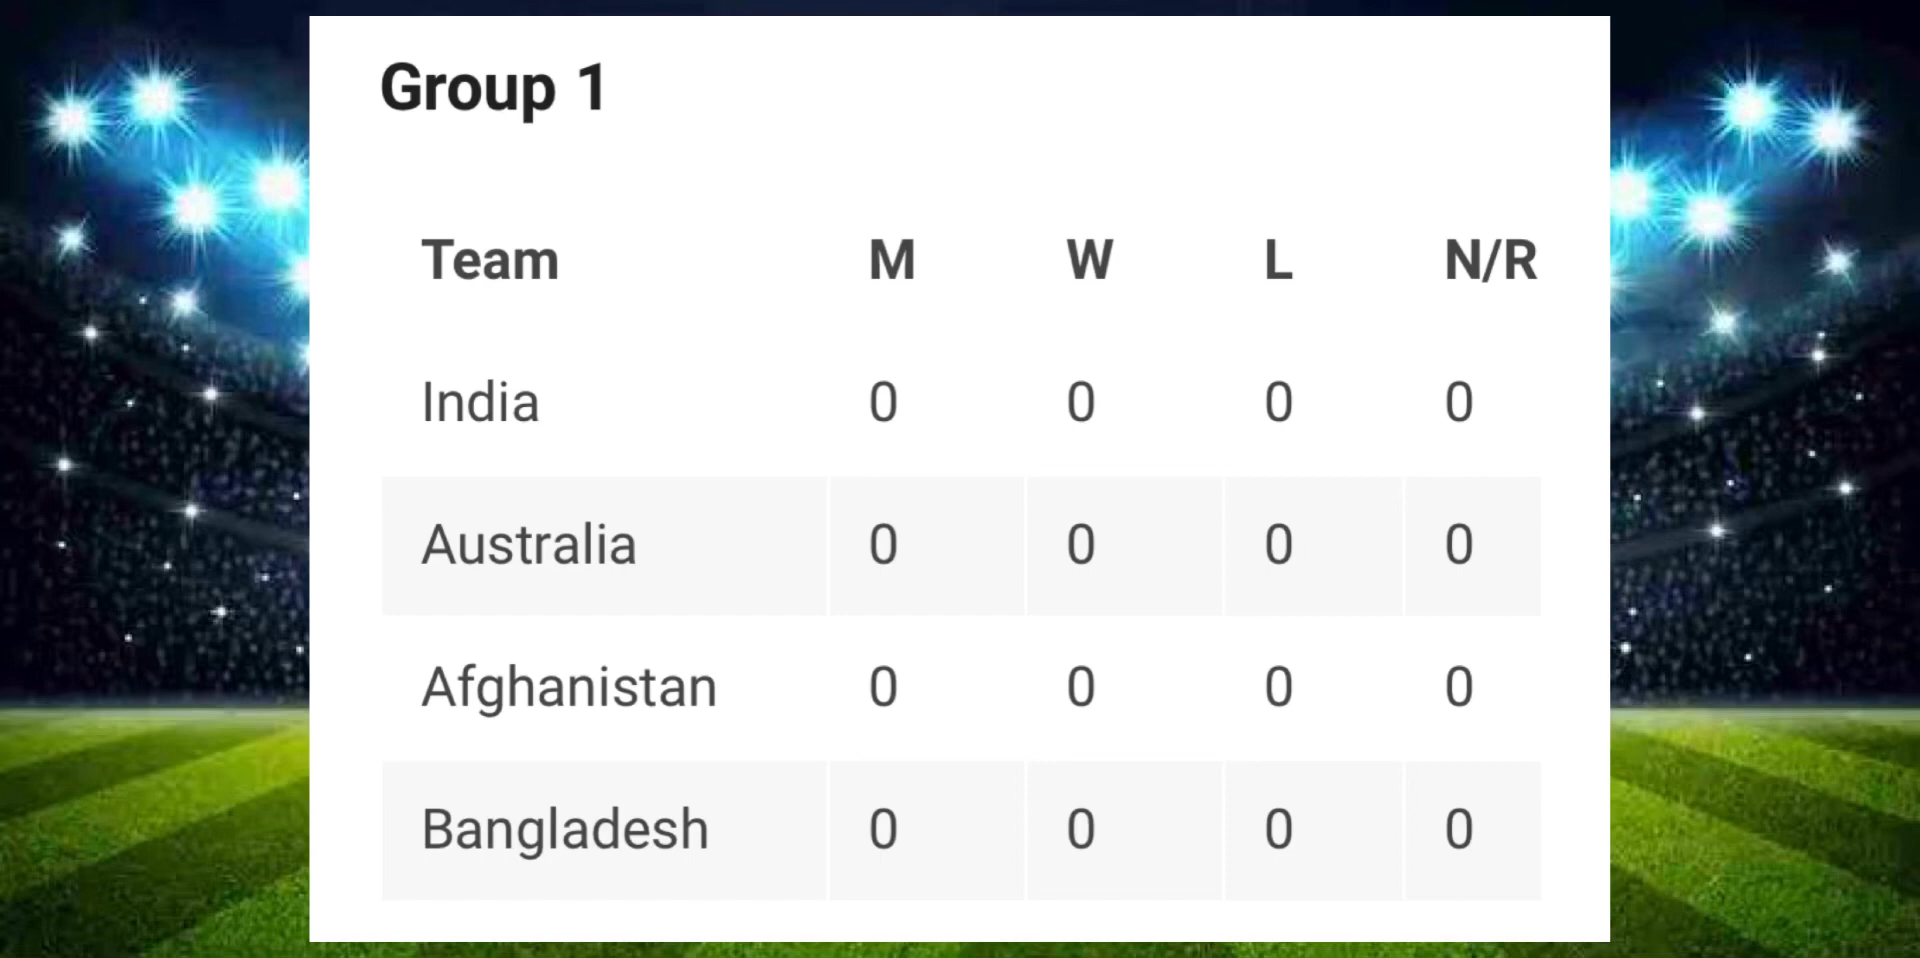 Group 1
Team M W L N/R
India 0 0 0 0
Australia 0 0 0 0
Afghanistan 0 0 0 0
Bangladesh 0 0 0 0